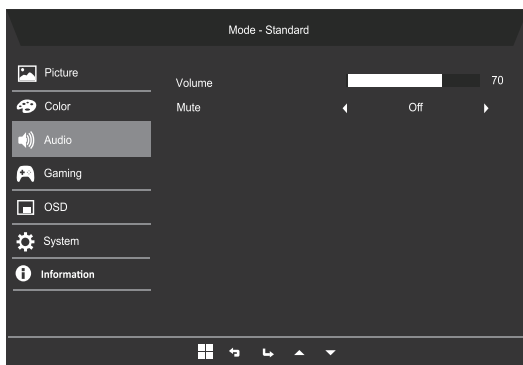 Mode - Standard
Picture
Color
Audio
Gaming
OSD
System
Information
Volume 70
Mute Off